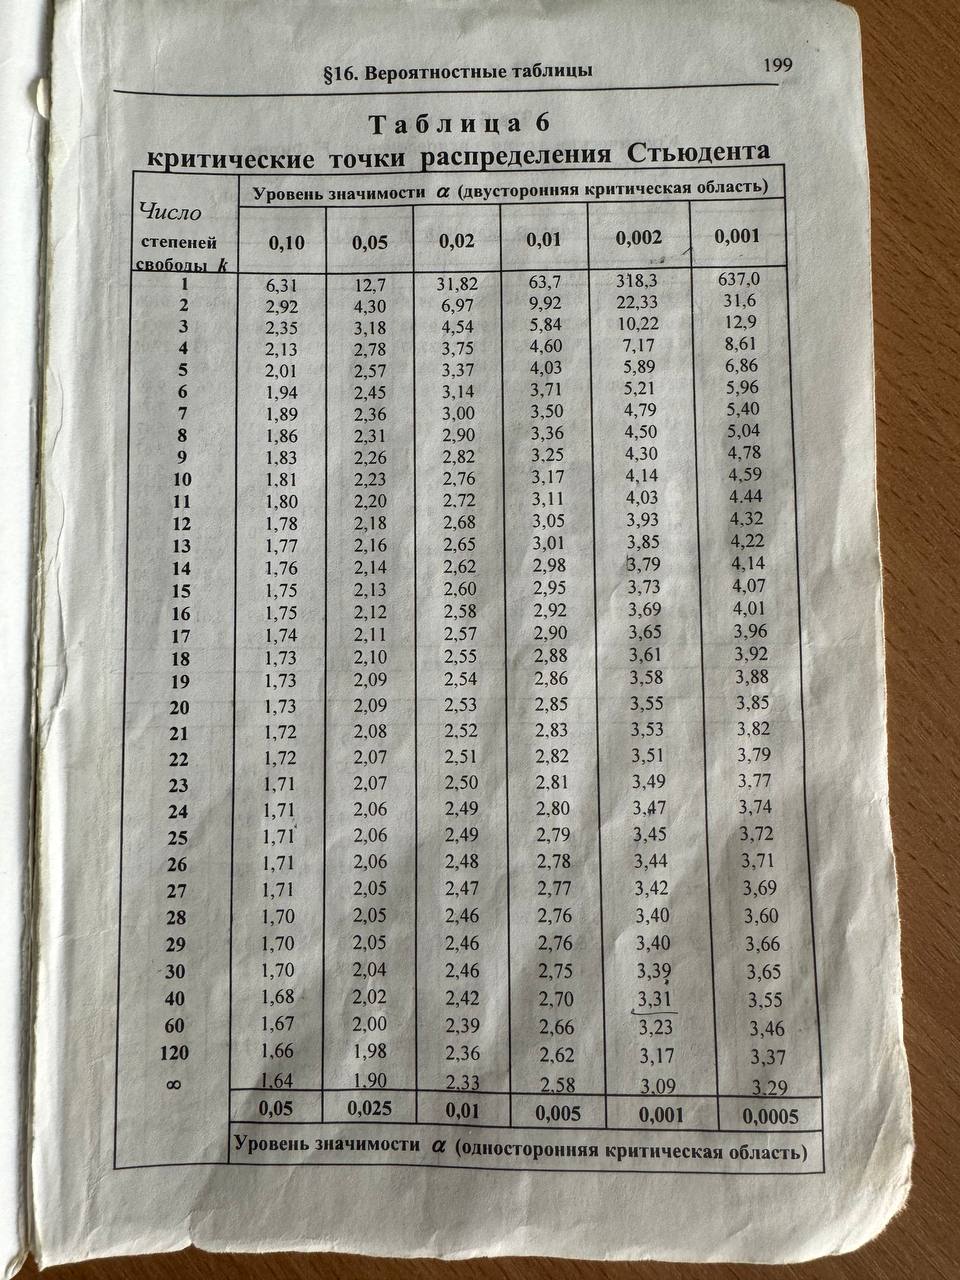 §16. Вероятностные таблицы 199
Таблица 6
критические точки распределения Стьюдента
Число степеней свободы k
Уровень значимости α (двусторонняя критическая область)
0,10 0,05 0,02 0,01 0,002 0,001
1 6,31 12,7 31,82 63,7 318,3 637,0
2 2,92 4,30 6,97 9,92 22,33 31,6
3 2,35 3,18 4,54 5,84 10,22 12,9
4 2,13 2,78 3,75 4,60 7,17 8,61
5 2,01 2,57 3,37 4,03 5,89 6,86
6 1,94 2,45 3,14 3,71 5,21 5,96
7 1,89 2,36 3,00 3,50 4,79 5,40
8 1,86 2,31 2,90 3,36 4,50 5,04
9 1,83 2,26 2,82 3.25 4,30 4,78
10 1,81 2,23 2,76 3,17 4,14 4,59
11 1,80 2,20 2,72 3,11 4,03 4.44
12 1,78 2,18 2,68 3,05 3,93 4,32
13 1,77 2,16 2,65 3,01 3,85 4,22
14 1,76 2,14 2,62 2,98 3,79 4,14
15 1,75 2,13 2,60 2,95 3,73 4,07
16 1,75 2,12 2,58 2,92 3,69 4,01
17 1,74 2,11 2,57 2,90 3,65 3,96
18 1,73 2,10 2,55 2,88 3,61 3,92
19 1,73 2,09 2,54 2,86 3,58 3,88
20 1,73 2,09 2,53 2,85 3,55 3,85
21 1,72 2,08 2,52 2,83 3,53 3,82
22 1,72 2,07 2,51 2,82 3,51 3,79
23 1,71 2,07 2,50 2,81 3,49 3,77
24 1,71 2,06 2,49 2,80 3,47 3,74
25 1,71 2,06 2,49 2,79 3,45 3,72
26 1,71 2,06 2,48 2,78 3,44 3,71
27 1,71 2,05 2,47 2,77 3,42 3,69
28 1,70 2,05 2,46 2,76 3,40 3,60
29 1,70 2,05 2,46 2,76 3,40 3,66
30 1,70 2,04 2,46 2,75 3,39 3,65
40 1,68 2,02 2,42 2,70 3,31 3,55
60 1,67 2,00 2,39 2,66 3,23 3,46
120 1,66 1,98 2,36 2,62 3,17 3,37
∞ 1,64 1,90 2,33 2,58 3,09 3,29
0,05 0,025 0,01 0,005 0,001 0,0005
Уровень значимости α (односторонняя критическая область)